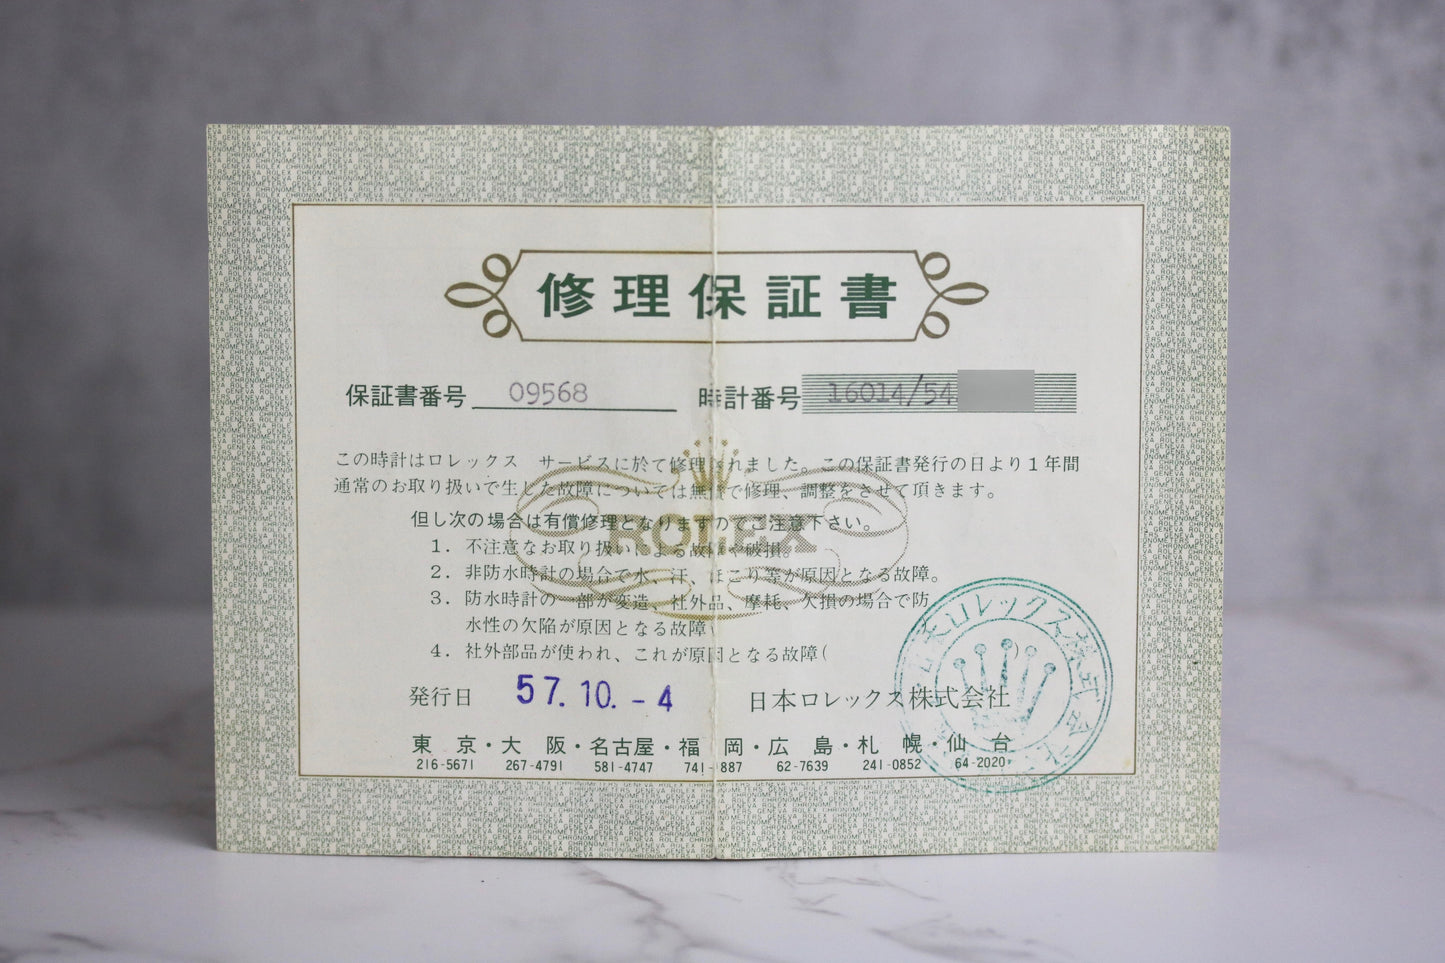 修理保証書
保証書番号 09568 時計番号 16014/54
この時計はロレックス サービスに於て修理されました。この保証書発行の日より1年間
通常のお取り扱いで生した故障については無償で修理、調整をさせて頂きます。
ROLEX
但し次の場合は有償修理となりますのでご注意下さい。
1. 不注意なお取り扱いによる故障や破損。
2. 非防水時計の場合で水、汗、ほこり等が原因となる故障。
3. 防水時計の一部が変造、社外品、摩耗、欠損の場合で防
水性の欠陥が原因となる故障
4. 社外部品が使われ、これが原因となる故障(
発行日 57.10.-4 日本ロレックス株式会社
日本ロレックス株式会社
東京・大阪・名古屋・福岡・広島・札幌・仙台
216-5671 267-4791 581-4747 741- 887 62-7639 241-0852 64-2020